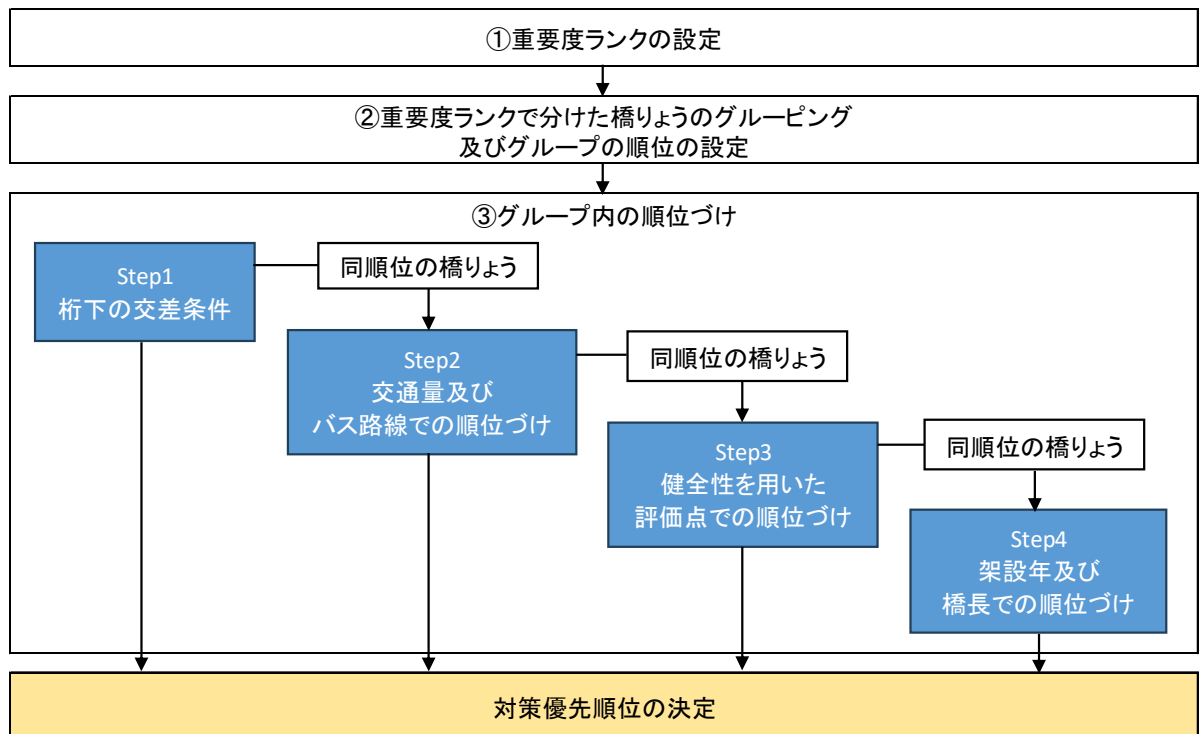 ①重要度ランクの設定
②重要度ランクで分けた橋りょうのグルーピング
及びグループの順位の設定
③グループ内の順位づけ
Step1
桁下の交差条件
同順位の橋りょう
Step2
交通量及び
バス路線での順位づけ
同順位の橋りょう
Step3
健全性を用いた
評価点での順位づけ
同順位の橋りょう
Step4
架設年及び
橋長での順位づけ
対策優先順位の決定